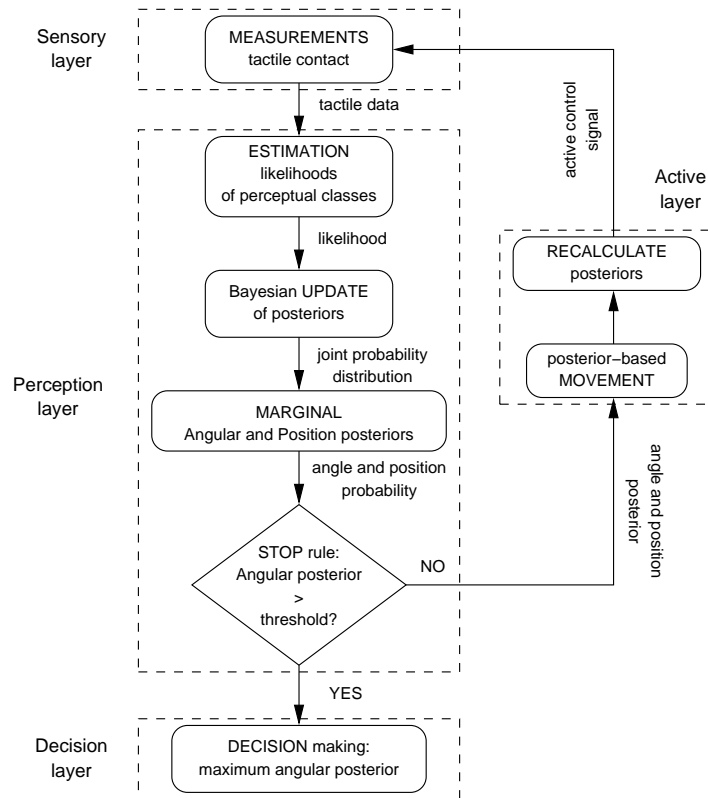 Sensory
layer
MEASUREMENTS
tactile contact
tactile data
ESTIMATION
likelihoods
of perceptual classes
likelihood
Bayesian UPDATE
of posteriors
joint probability
distribution
Perception
layer
MARGINAL
Angular and Position posteriors
angle and position
probability
STOP rule:
Angular posterior
>
threshold?
NO
YES
Decision
layer
DECISION making:
maximum angular posterior
active control
signal
Active
layer
RECALCULATE
posteriors
posterior-based
MOVEMENT
angle and position
posterior